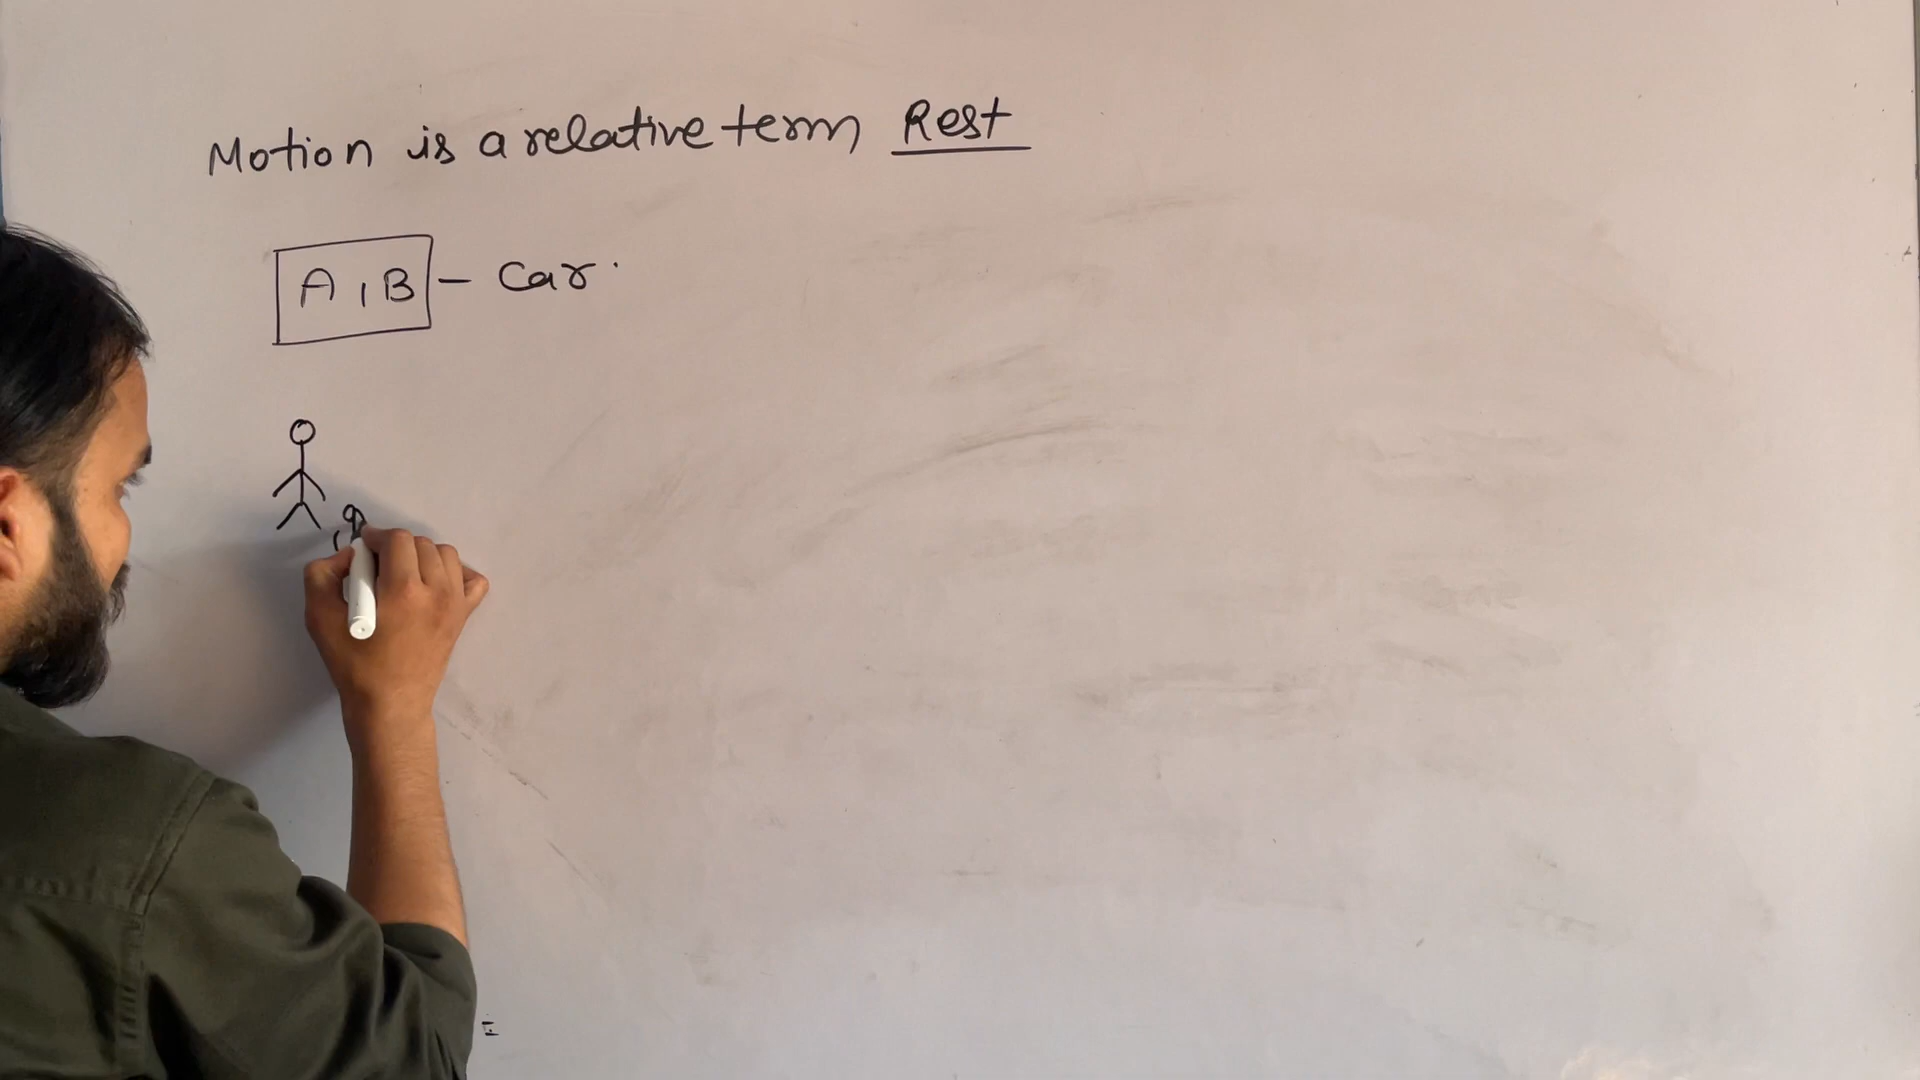 Motion is a relative term Rest
A, B - Car.